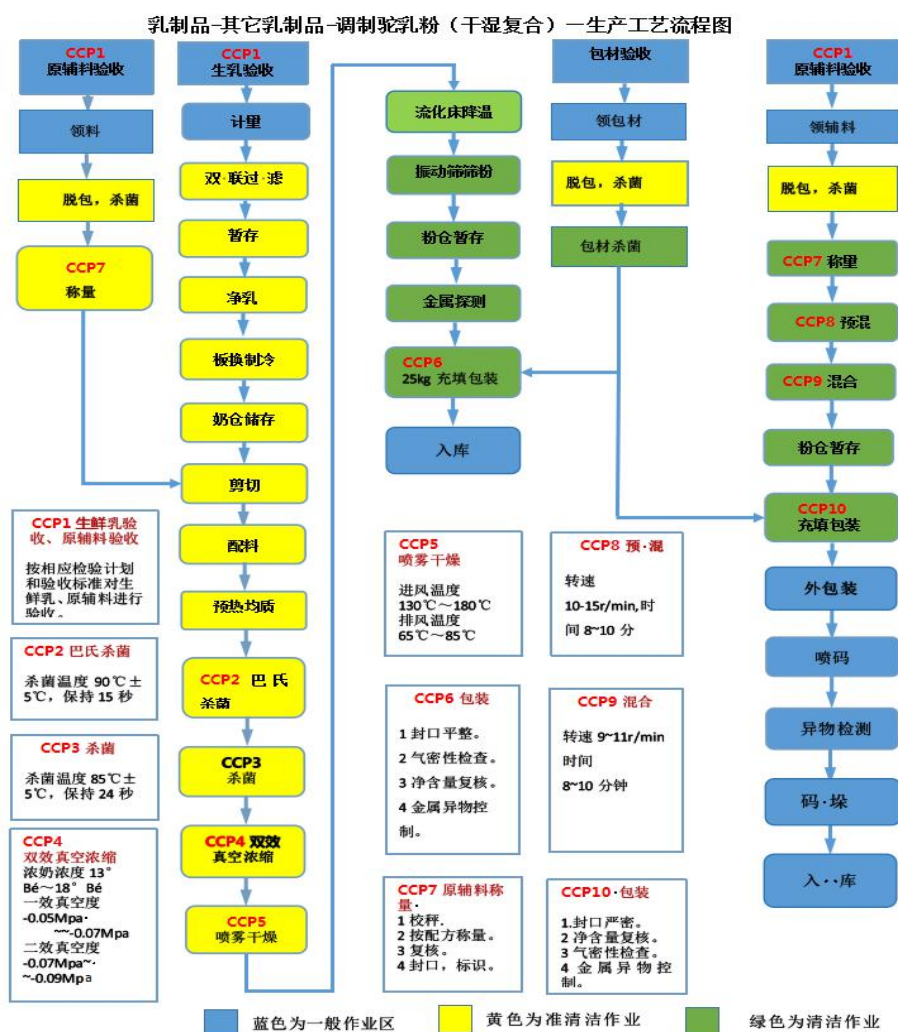 乳制品-其它乳制品-调制驼乳粉（干湿复合）一生产工艺流程图
CCP1
原辅料验收
领料
脱包，杀菌
CCP7
称量
CCP1
生乳验收
计量
双·联过·滤
暂存
净乳
板换制冷
奶仓储存
剪切
配料
预热均质
CCP2 巴 氏
杀菌
CCP3
杀菌
CCP4 双效
真空浓缩
CCP5
喷雾干燥
流化床降温
振动筛筛粉
粉仓暂存
金属探测
CCP6
25kg 充填包装
入库
包材验收
领包材
脱包，杀菌
包材杀菌
CCP1
原辅料验收
领辅料
脱包，杀菌
CCP7 称量
CCP8 预混
CCP9 混合
粉仓暂存
CCP10
充填包装
外包装
喷码
异物检测
码·垛
入··库
CCP1 生鲜乳验
收、原辅料验收
按相应检验计划
和验收标准对生
鲜乳、原辅料进行
验收。
CCP2 巴氏杀菌
杀菌温度 90℃±
5℃，保持 15 秒
CCP3 杀菌
杀菌温度 85℃±
5℃，保持 24 秒
CCP4
双效真空浓缩
浓奶浓度 13°
Bé～18° Bé
一效真空度
-0.05Mpa·
~~-0.07Mpa
二效真空度
-0.07Mpa~·
~-0.09Mpa
CCP5
喷雾干燥
进风温度
130℃～180℃
排风温度
65℃～85℃
CCP6 包装
1 封口平整。
2 气密性检查。
3 净含量复核。
4 金属异物控
制。
CCP7 原辅料称
量·
1 校秤.
2 按配方称量。
3 复核。
4 封口，标识。
CCP8 预·混
转速
10-15r/min,时
间 8~10 分
CCP9 混合
转速 9~11r/min
时间
8~10 分钟
CCP10·包装
1.封口严密。
2 净含量复核。
3 气密性检查。
4 金属异物控
制。
蓝色为一般作业区
黄色为准清洁作业
绿色为清洁作业